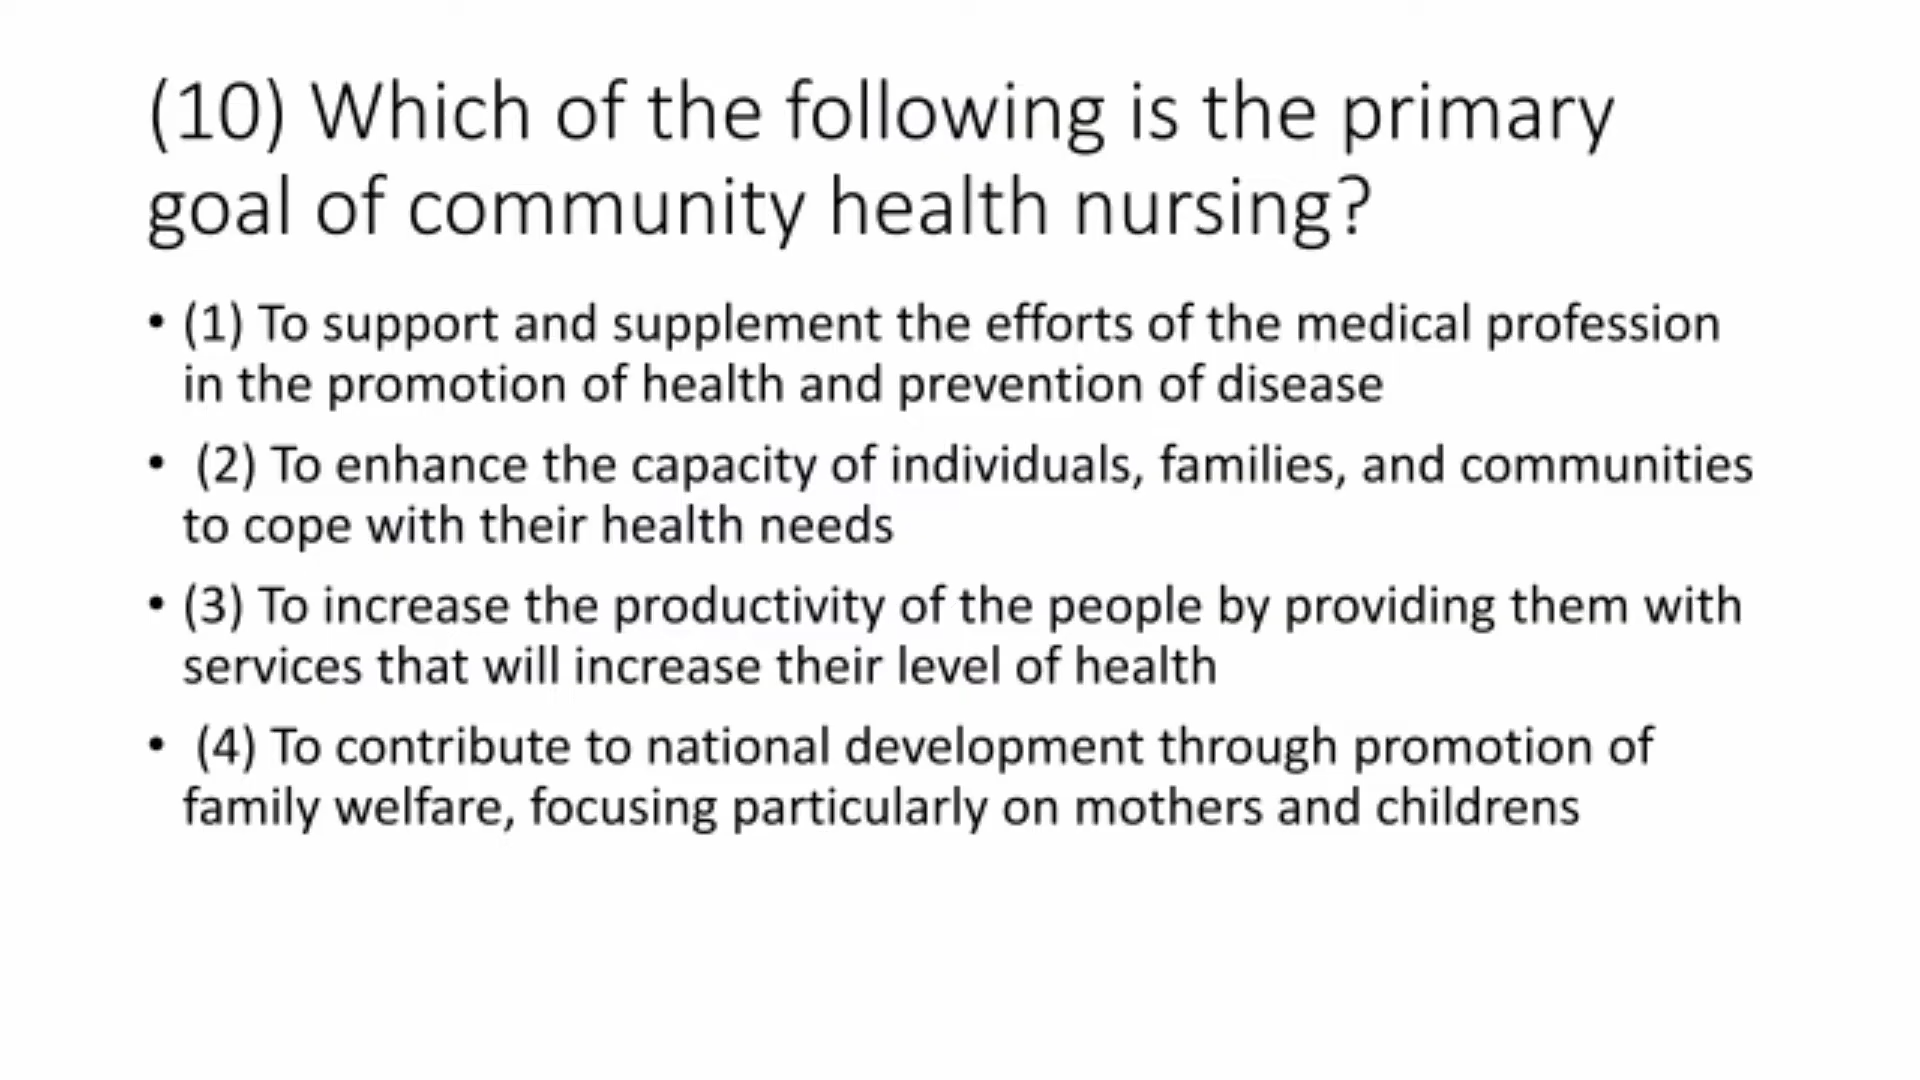 (10) Which of the following is the primary
goal of community health nursing?
• (1) To support and supplement the efforts of the medical profession
in the promotion of health and prevention of disease
• (2) To enhance the capacity of individuals, families, and communities
to cope with their health needs
• (3) To increase the productivity of the people by providing them with
services that will increase their level of health
• (4) To contribute to national development through promotion of
family welfare, focusing particularly on mothers and childrens